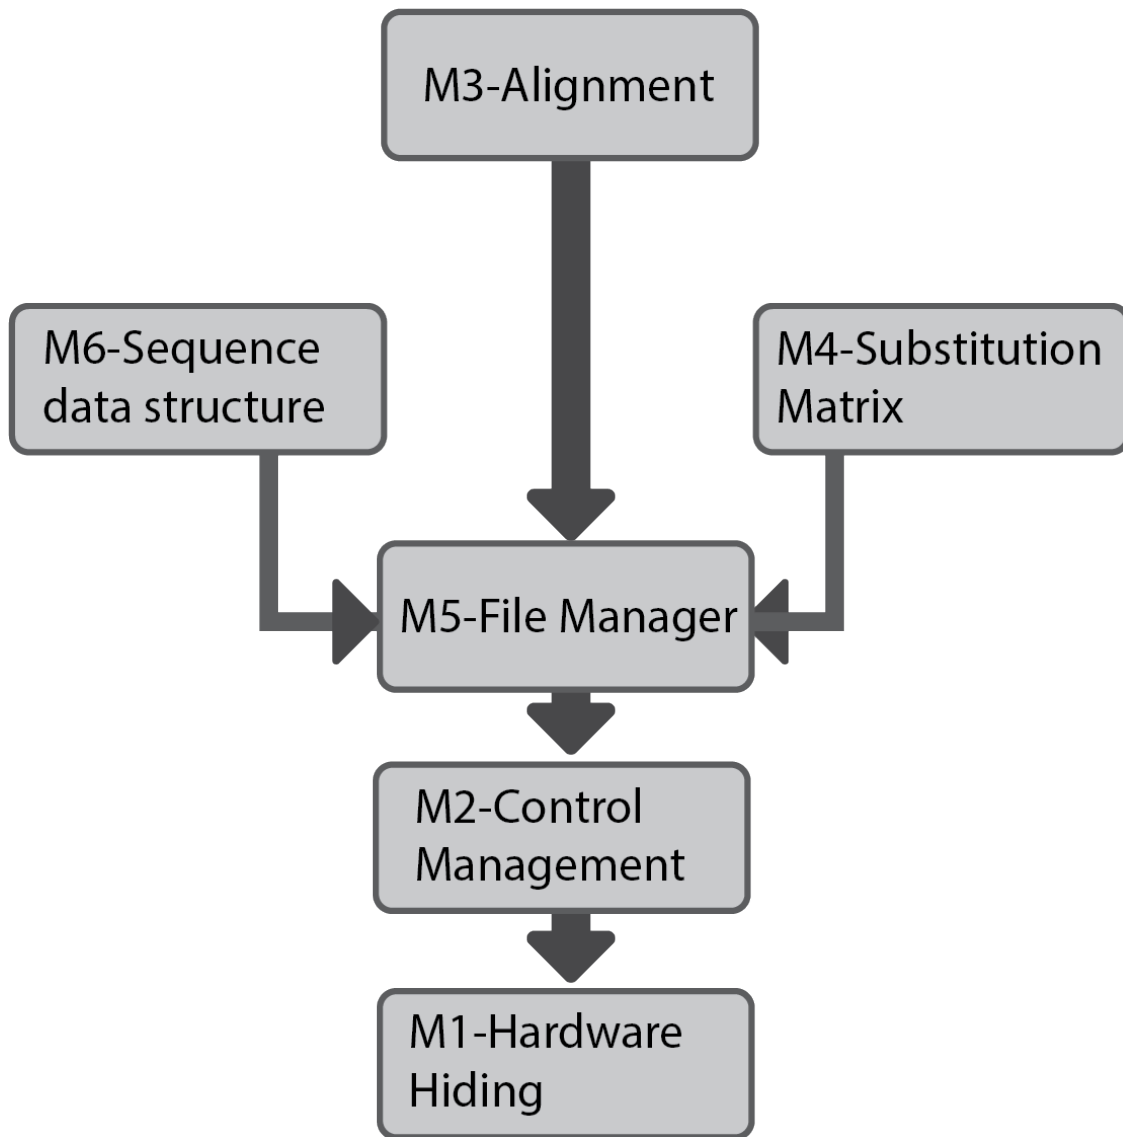 M3-Alignment
M6-Sequence
data structure
M4-Substitution
Matrix
M5-File Manager
M2-Control
Management
M1-Hardware
Hiding